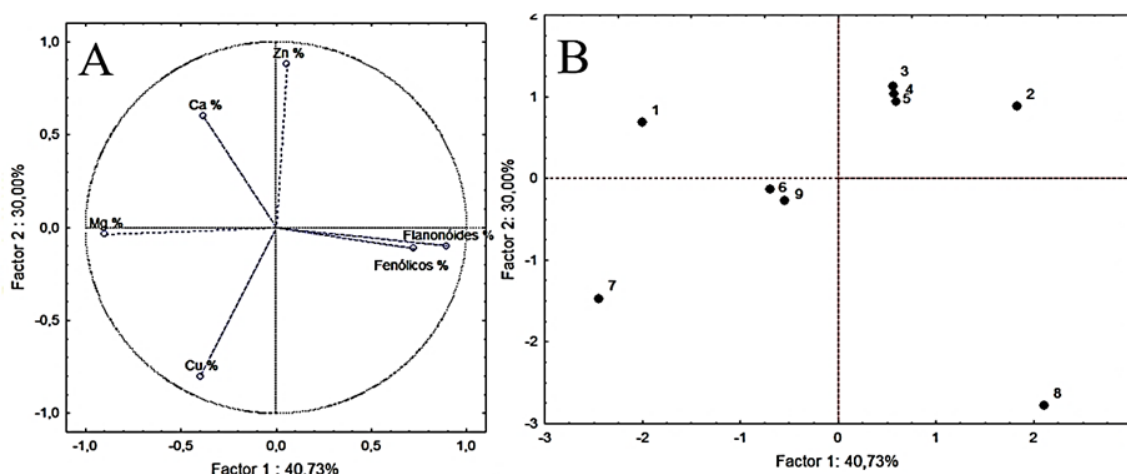 A
1,0
0,5
0,0
-0,5
-1,0
Factor 2 : 30,00%
Zn %
Ca %
Mg %
Flanonóides %
Fenólicos %
Cu %
-1,0
-0,5
0,0
0,5
1,0
Factor 1 : 40,73%
B
2
1
0
-1
-2
-3
Factor 2: 30,00%
3
4
5
2
1
6
9
7
8
-3
-2
-1
0
1
2
Factor 1: 40,73%